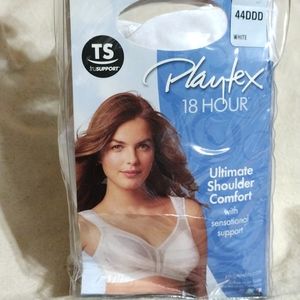 44DDD
WHITE
TS
truSUPPORT
Playtex
18 HOUR
Ultimate
Shoulder
Comfort
with
sensational
support